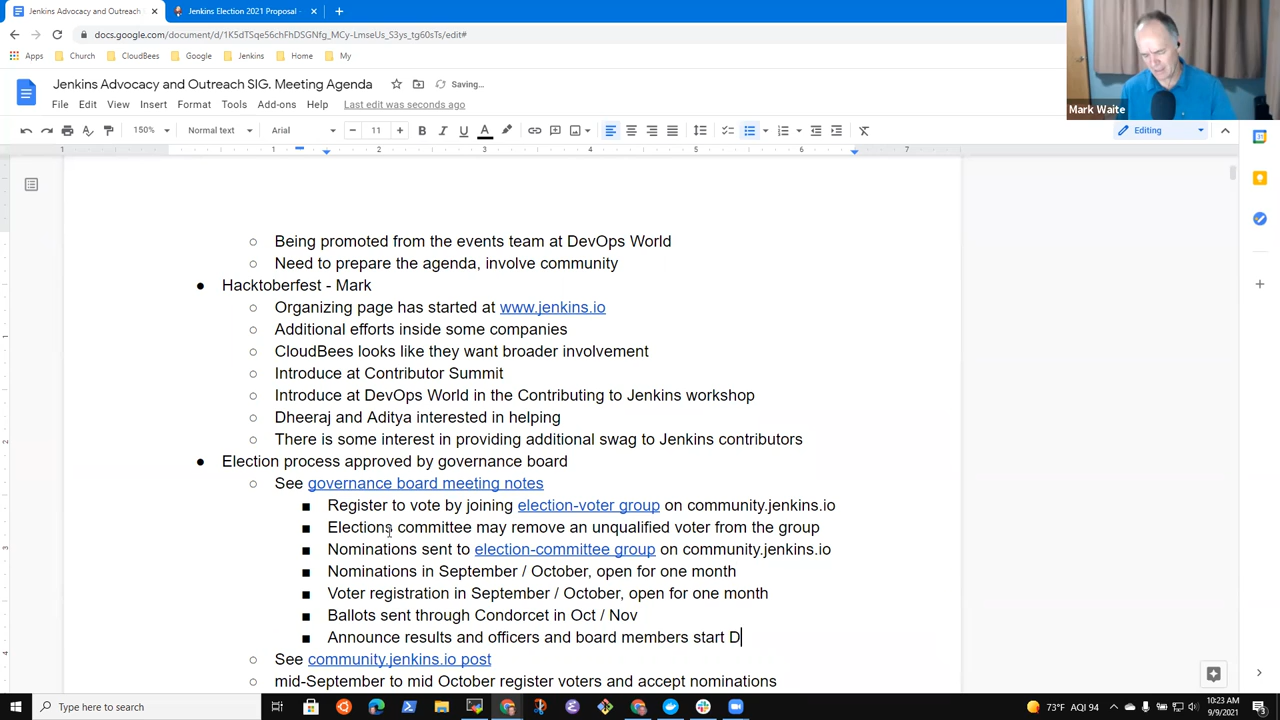 Jenkins Advocacy and Outreach S
Jenkins Election 2021 Proposal -
docs.google.com/document/d/1K5dTSqe56chFhDSGNfg_MCy-LmseUs_S3ys_tg60sTs/edit#
Apps Church CloudBees Google Jenkins Home My
Mark Waite
Jenkins Advocacy and Outreach SIG. Meeting Agenda Saving...
File Edit View Insert Format Tools Add-ons Help Last edit was seconds ago
150% Normal text Arial 11 B I U A Editing
1 1 2 3 4 5 6 7
○ Being promoted from the events team at DevOps World
○ Need to prepare the agenda, involve community
● Hacktoberfest - Mark
○ Organizing page has started at www.jenkins.io
○ Additional efforts inside some companies
○ CloudBees looks like they want broader involvement
○ Introduce at Contributor Summit
○ Introduce at DevOps World in the Contributing to Jenkins workshop
○ Dheeraj and Aditya interested in helping
○ There is some interest in providing additional swag to Jenkins contributors
● Election process approved by governance board
○ See governance board meeting notes
■ Register to vote by joining election-voter group on community.jenkins.io
■ Elections committee may remove an unqualified voter from the group
■ Nominations sent to election-committee group on community.jenkins.io
■ Nominations in September / October, open for one month
■ Voter registration in September / October, open for one month
■ Ballots sent through Condorcet in Oct / Nov
■ Announce results and officers and board members start D
○ See community.jenkins.io post
○ mid-September to mid October register voters and accept nominations
Type here to search
73°F AQI 94
10:23 AM
9/9/2021